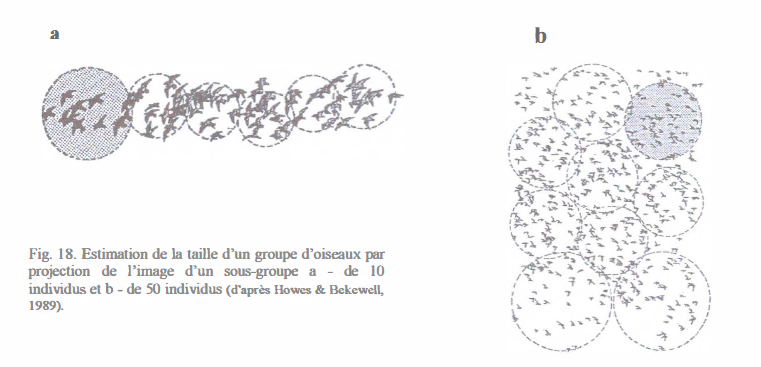 a
b
Fig. 18. Estimation de la taille d'un groupe d'oiseaux par
projection de l'image d'un sous-groupe a - de 10
individus et b - de 50 individus (d'après Howes & Bekewell,
1989).